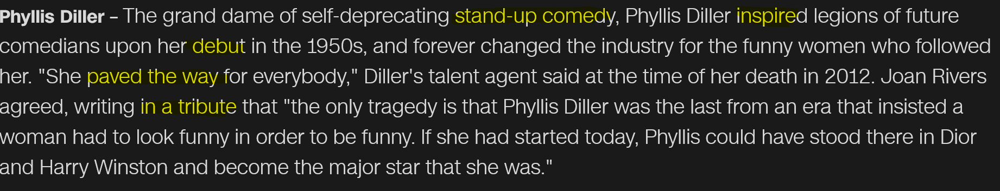 Phyllis Diller – The grand dame of self-deprecating stand-up comedy, Phyllis Diller inspired legions of future
comedians upon her debut in the 1950s, and forever changed the industry for the funny women who followed
her. "She paved the way for everybody," Diller's talent agent said at the time of her death in 2012. Joan Rivers
agreed, writing in a tribute that "the only tragedy is that Phyllis Diller was the last from an era that insisted a
woman had to look funny in order to be funny. If she had started today, Phyllis could have stood there in Dior
and Harry Winston and become the major star that she was."